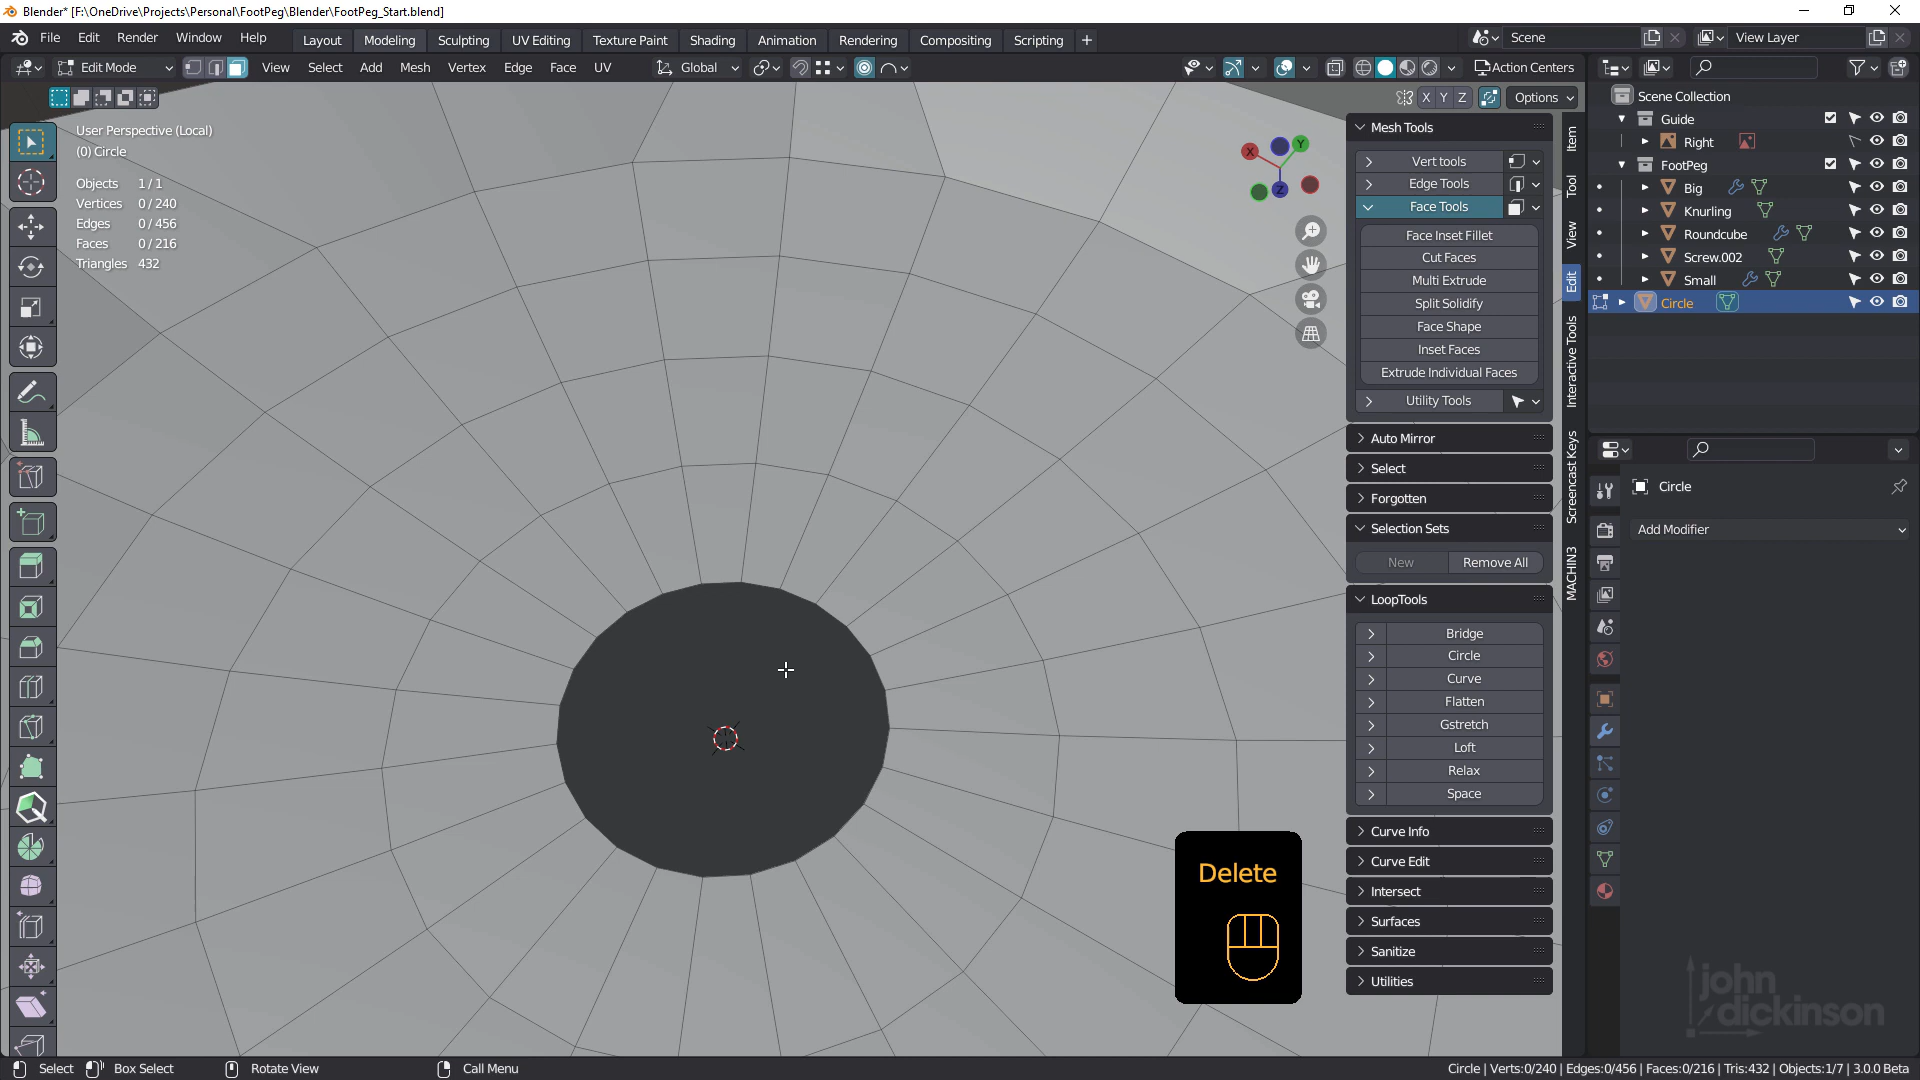 Blender* [F:\OneDrive\Projects\Personal\FootPeg\Blender\FootPeg_Start.blend]
File Edit Render Window Help Layout Modeling Sculpting UV Editing Texture Paint Shading Animation Rendering Compositing Scripting + Scene View Layer
Edit Mode View Select Add Mesh Vertex Edge Face UV Global Action Centers
X Y Z Options
User Perspective (Local)
(0) Circle
Objects 1/1
Vertices 0/240
Edges 0/456
Faces 0/216
Triangles 432
X Y Z
Mesh Tools
Vert tools
Edge Tools
Face Tools
Face Inset Fillet
Cut Faces
Multi Extrude
Split Solidify
Face Shape
Inset Faces
Extrude Individual Faces
Utility Tools
Auto Mirror
Select
Forgotten
Selection Sets
New Remove All
LoopTools
Bridge
Circle
Curve
Flatten
Gstretch
Loft
Relax
Space
Curve Info
Curve Edit
Intersect
Surfaces
Sanitize
Utilities
Item
Tool
View
Edit
Interactive Tools
Screencast Keys
MACHIN3
Scene Collection
Guide
Right
FootPeg
Big
Knurling
Roundcube
Screw.002
Small
Circle
Circle
Add Modifier
Delete
john
dickinson
Select Box Select Rotate View Call Menu
Circle | Verts:0/240 | Edges:0/456 | Faces:0/216 | Tris:432 | Objects:1/7 | 3.0.0 Beta